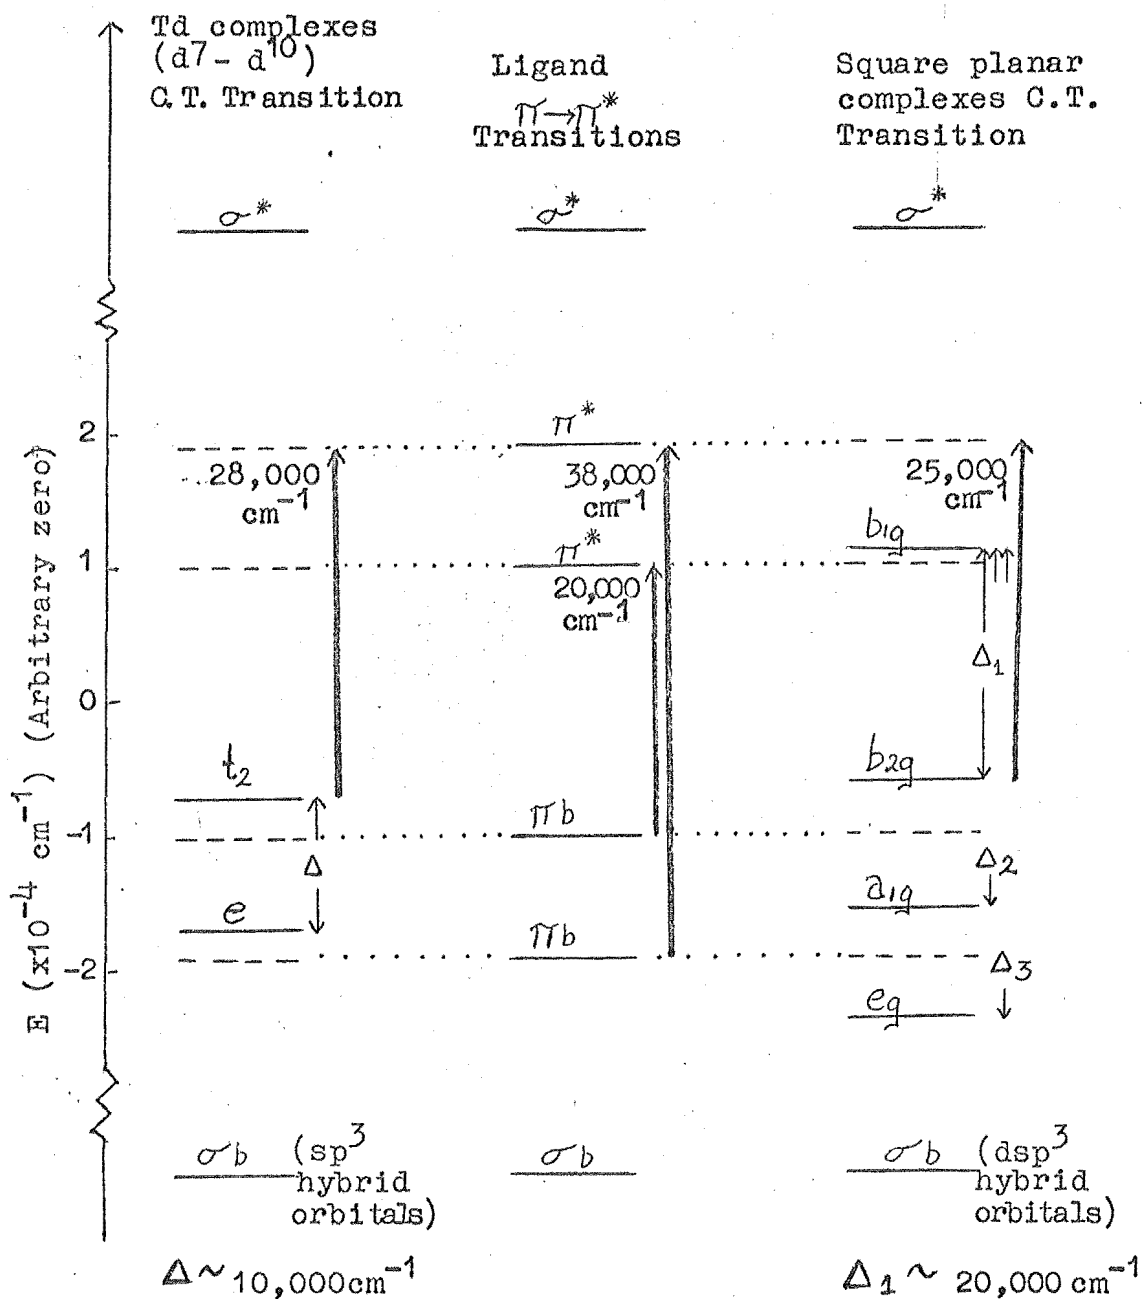 Td complexes
(d7 - d10)
C.T. Transition
Ligand
π→π*
Transitions
Square planar
complexes C.T.
Transition
σ*
σ*
σ*
E (x10⁻⁴ cm⁻¹) (Arbitrary zero)
2
1
0
-1
-2
28,000
cm⁻¹
t₂
Δ
e
π*
38,000
cm⁻¹
π*
20,000
cm⁻¹
πb
πb
25,000
cm⁻¹
b1g
Δ₁
b2g
Δ₂
a1g
Δ₃
eg
σb (sp³
hybrid
orbitals)
σb
σb (dsp³
hybrid
orbitals)
Δ ~ 10,000cm⁻¹
Δ₁ ~ 20,000 cm⁻¹